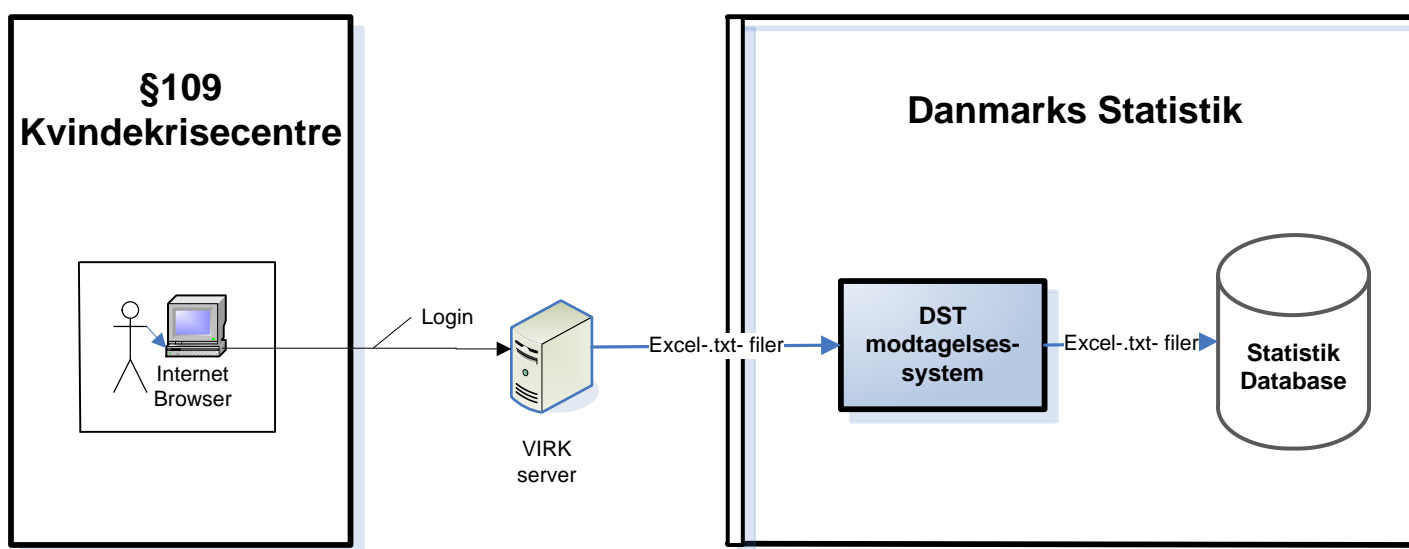 §109
Kvindekrisecentre
Internet
Browser
Login
VIRK
server
Excel-.txt- filer
Danmarks Statistik
DST
modtagelses-
system
Excel-.txt- filer
Statistik
Database